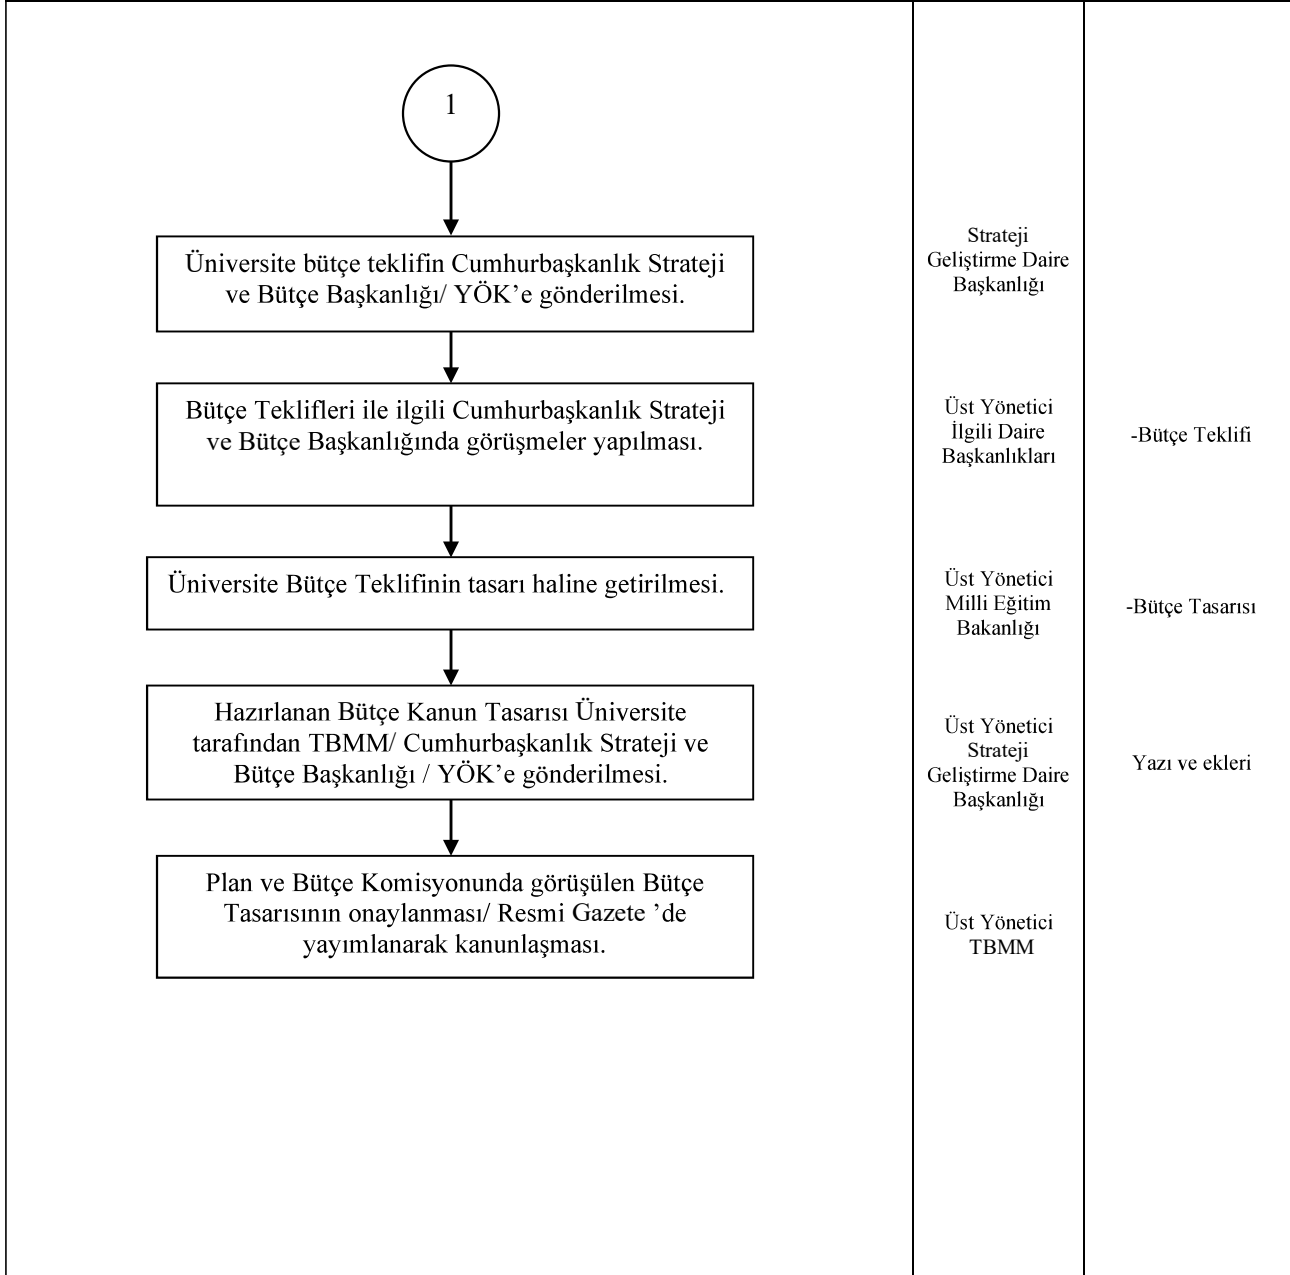 1
Üniversite bütçe teklifin Cumhurbaşkanlık Strateji
ve Bütçe Başkanlığı/ YÖK’e gönderilmesi.
Strateji
Geliştirme Daire
Başkanlığı
Bütçe Teklifleri ile ilgili Cumhurbaşkanlık Strateji
ve Bütçe Başkanlığında görüşmeler yapılması.
Üst Yönetici
İlgili Daire
Başkanlıkları
-Bütçe Teklifi
Üniversite Bütçe Teklifinin tasarı haline getirilmesi.
Üst Yönetici
Milli Eğitim
Bakanlığı
-Bütçe Tasarısı
Hazırlanan Bütçe Kanun Tasarısı Üniversite
tarafından TBMM/ Cumhurbaşkanlık Strateji ve
Bütçe Başkanlığı / YÖK’e gönderilmesi.
Üst Yönetici
Strateji
Geliştirme Daire
Başkanlığı
Yazı ve ekleri
Plan ve Bütçe Komisyonunda görüşülen Bütçe
Tasarısının onaylanması/ Resmi Gazete ’de
yayımlanarak kanunlaşması.
Üst Yönetici
TBMM